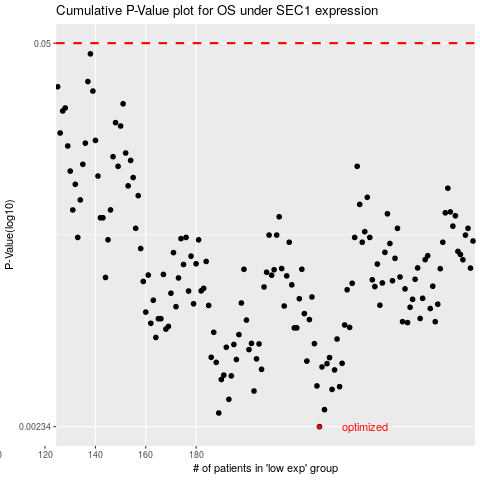 Cumulative P-Value plot for OS under SEC1 expression
0.05
P-Value(log10)
0.00234
optimized
0 120 140 160 180
# of patients in 'low exp' group